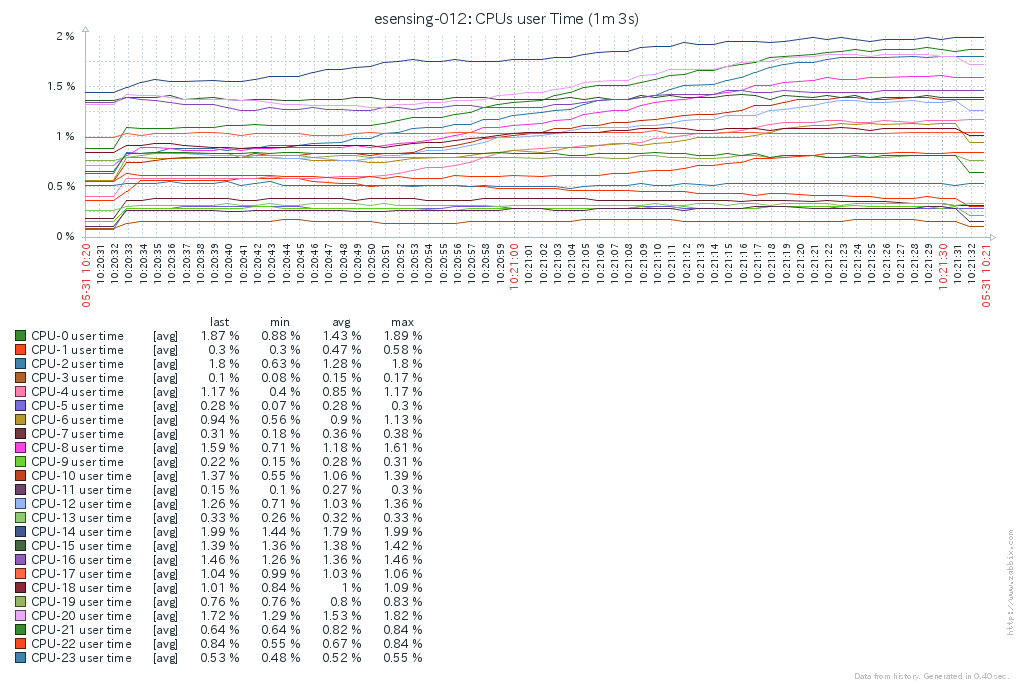 esensing-012: CPUs user Time (1m 3s)
2 %
1.5 %
1 %
0.5 %
0 %
05-31 10:20
10:20:31
10:20:32
10:20:33
10:20:34
10:20:35
10:20:36
10:20:37
10:20:38
10:20:39
10:20:40
10:20:41
10:20:42
10:20:43
10:20:44
10:20:45
10:20:46
10:20:47
10:20:48
10:20:49
10:20:50
10:20:51
10:20:52
10:20:53
10:20:54
10:20:55
10:20:56
10:20:57
10:20:58
10:20:59
10:21:00
10:21:01
10:21:02
10:21:03
10:21:04
10:21:05
10:21:06
10:21:07
10:21:08
10:21:09
10:21:10
10:21:11
10:21:12
10:21:13
10:21:14
10:21:15
10:21:16
10:21:17
10:21:18
10:21:19
10:21:20
10:21:21
10:21:22
10:21:23
10:21:24
10:21:25
10:21:26
10:21:27
10:21:28
10:21:29
10:21:30
10:21:31
10:21:32
05-31 10:21
last min avg max
CPU-0 user time [avg] 1.87 % 0.88 % 1.43 % 1.89 %
CPU-1 user time [avg] 0.3 % 0.3 % 0.47 % 0.58 %
CPU-2 user time [avg] 1.8 % 0.63 % 1.28 % 1.8 %
CPU-3 user time [avg] 0.1 % 0.08 % 0.15 % 0.17 %
CPU-4 user time [avg] 1.17 % 0.4 % 0.85 % 1.17 %
CPU-5 user time [avg] 0.28 % 0.07 % 0.28 % 0.3 %
CPU-6 user time [avg] 0.94 % 0.56 % 0.9 % 1.13 %
CPU-7 user time [avg] 0.31 % 0.18 % 0.36 % 0.38 %
CPU-8 user time [avg] 1.59 % 0.71 % 1.18 % 1.61 %
CPU-9 user time [avg] 0.22 % 0.15 % 0.28 % 0.31 %
CPU-10 user time [avg] 1.37 % 0.55 % 1.06 % 1.39 %
CPU-11 user time [avg] 0.15 % 0.1 % 0.27 % 0.3 %
CPU-12 user time [avg] 1.26 % 0.71 % 1.03 % 1.36 %
CPU-13 user time [avg] 0.33 % 0.26 % 0.32 % 0.33 %
CPU-14 user time [avg] 1.99 % 1.44 % 1.79 % 1.99 %
CPU-15 user time [avg] 1.39 % 1.36 % 1.38 % 1.42 %
CPU-16 user time [avg] 1.46 % 1.26 % 1.36 % 1.46 %
CPU-17 user time [avg] 1.04 % 0.99 % 1.03 % 1.06 %
CPU-18 user time [avg] 1.01 % 0.84 % 1 % 1.09 %
CPU-19 user time [avg] 0.76 % 0.76 % 0.8 % 0.83 %
CPU-20 user time [avg] 1.72 % 1.29 % 1.53 % 1.82 %
CPU-21 user time [avg] 0.64 % 0.64 % 0.82 % 0.84 %
CPU-22 user time [avg] 0.84 % 0.55 % 0.67 % 0.84 %
CPU-23 user time [avg] 0.53 % 0.48 % 0.52 % 0.55 %
http://www.zabbix.com
Data from history. Generated in 0.40 sec.